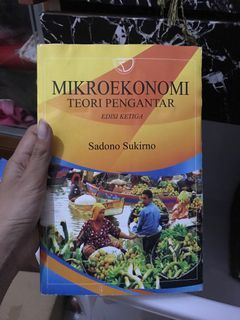 MIKROEKONOMI
TEORI PENGANTAR
EDISI KETIGA
Sadono Sukirno